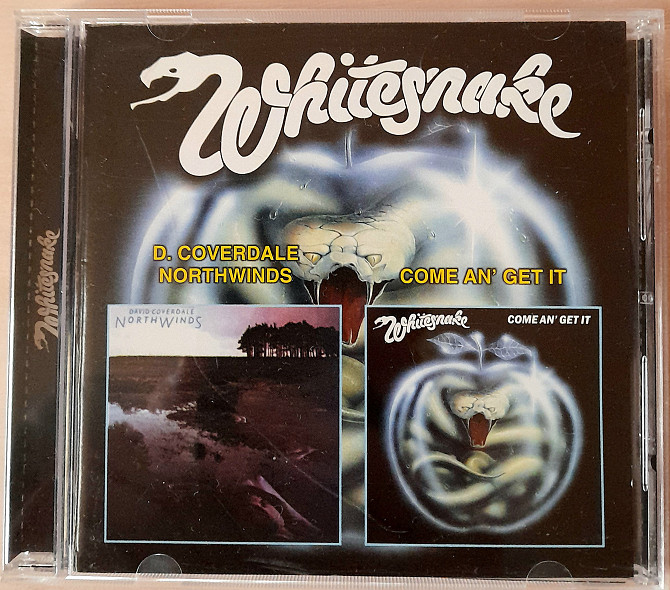 Whitesnake
D. COVERDALE
NORTHWINDS
COME AN' GET IT
DAVID COVERDALE
NORTHWINDS
Whitesnake
COME AN' GET IT
Whitesnake